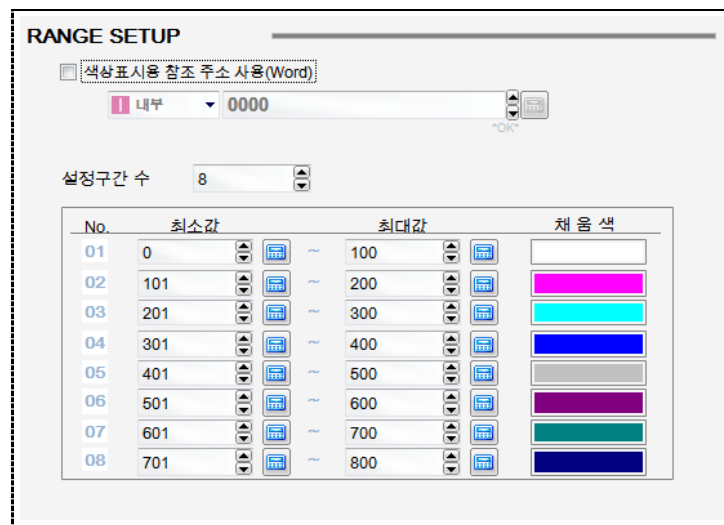 RANGE SETUP
색상표시용 참조 주소 사용(Word)
I 내부 0000
*OK*
설정구간 수 8
No. 최소값 최대값 채움색
01 0 ~ 100
02 101 ~ 200
03 201 ~ 300
04 301 ~ 400
05 401 ~ 500
06 501 ~ 600
07 601 ~ 700
08 701 ~ 800